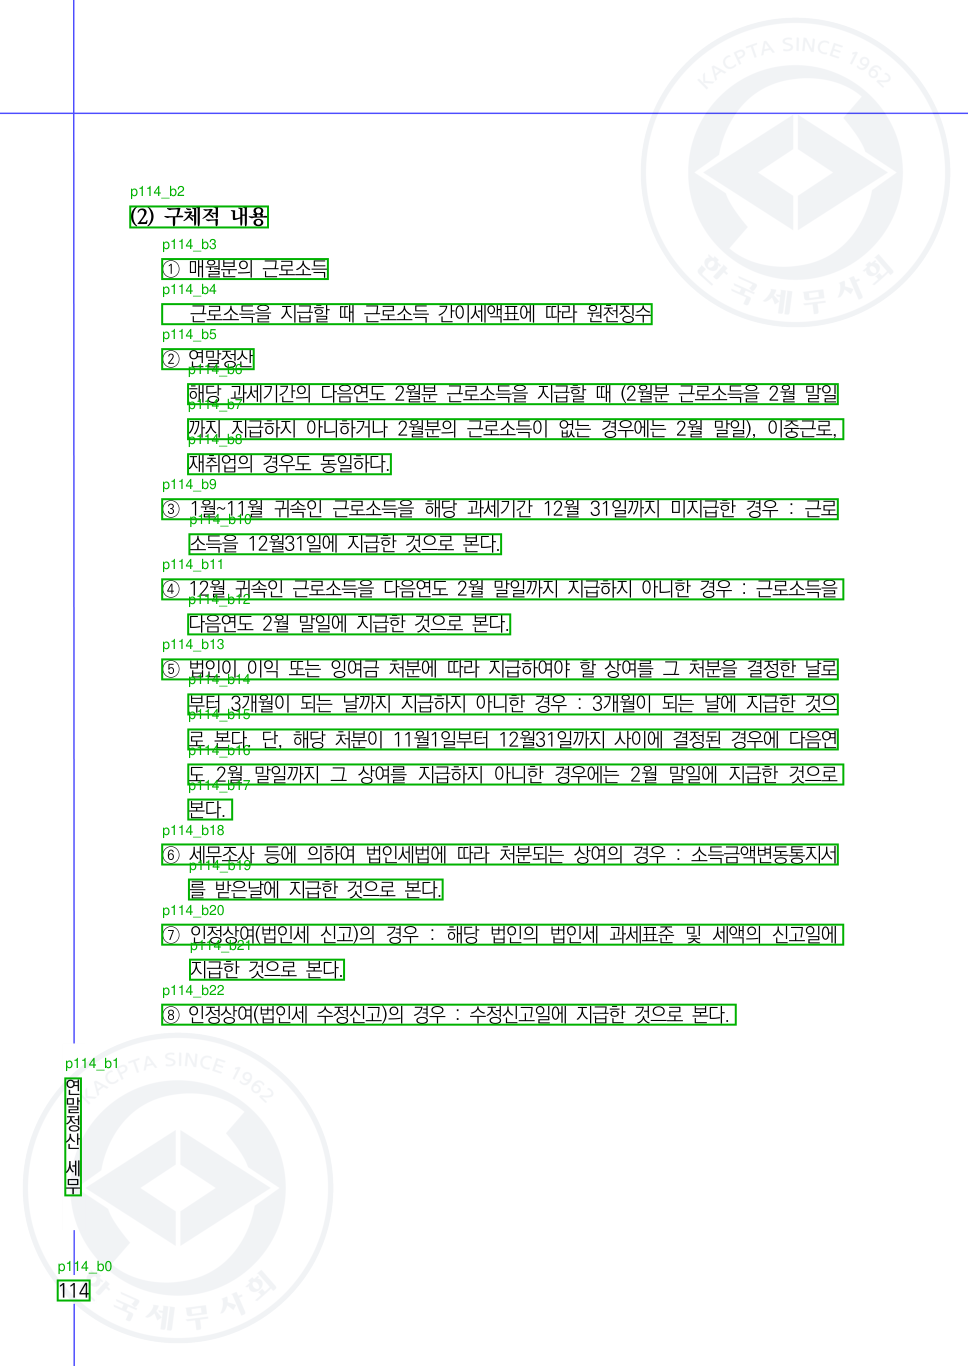 KACPTA SINCE 1962
한국세무사회
p114_b2
(2) 구체적 내용
p114_b3
① 매월분의 근로소득
p114_b4
근로소득을 지급할 때 근로소득 간이세액표에 따라 원천징수
p114_b5
② 연말정산
p114_b6
해당 과세기간의 다음연도 2월분 근로소득을 지급할 때 (2월분 근로소득을 2월 말일
p114_b7
까지 지급하지 아니하거나 2월분의 근로소득이 없는 경우에는 2월 말일), 이중근로,
p114_b8
재취업의 경우도 동일하다.
p114_b9
③ 1월~11월 귀속인 근로소득을 해당 과세기간 12월 31일까지 미지급한 경우 : 근로
p114_b10
소득을 12월31일에 지급한 것으로 본다.
p114_b11
④ 12월 귀속인 근로소득을 다음연도 2월 말일까지 지급하지 아니한 경우 : 근로소득을
p114_b12
다음연도 2월 말일에 지급한 것으로 본다.
p114_b13
⑤ 법인이 이익 또는 잉여금 처분에 따라 지급하여야 할 상여를 그 처분을 결정한 날로
p114_b14
부터 3개월이 되는 날까지 지급하지 아니한 경우 : 3개월이 되는 날에 지급한 것으
p114_b15
로 본다. 단, 해당 처분이 11월1일부터 12월31일까지 사이에 결정된 경우에 다음연
p114_b16
도 2월 말일까지 그 상여를 지급하지 아니한 경우에는 2월 말일에 지급한 것으로
p114_b17
본다.
p114_b18
⑥ 세무조사 등에 의하여 법인세법에 따라 처분되는 상여의 경우 : 소득금액변동통지서
p114_b19
를 받은날에 지급한 것으로 본다.
p114_b20
⑦ 인정상여(법인세 신고)의 경우 : 해당 법인의 법인세 과세표준 및 세액의 신고일에
p114_b21
지급한 것으로 본다.
p114_b22
⑧ 인정상여(법인세 수정신고)의 경우 : 수정신고일에 지급한 것으로 본다.
p114_b1
연말정산 세무
KACPTA SINCE 1962
한국세무사회
p114_b0
114